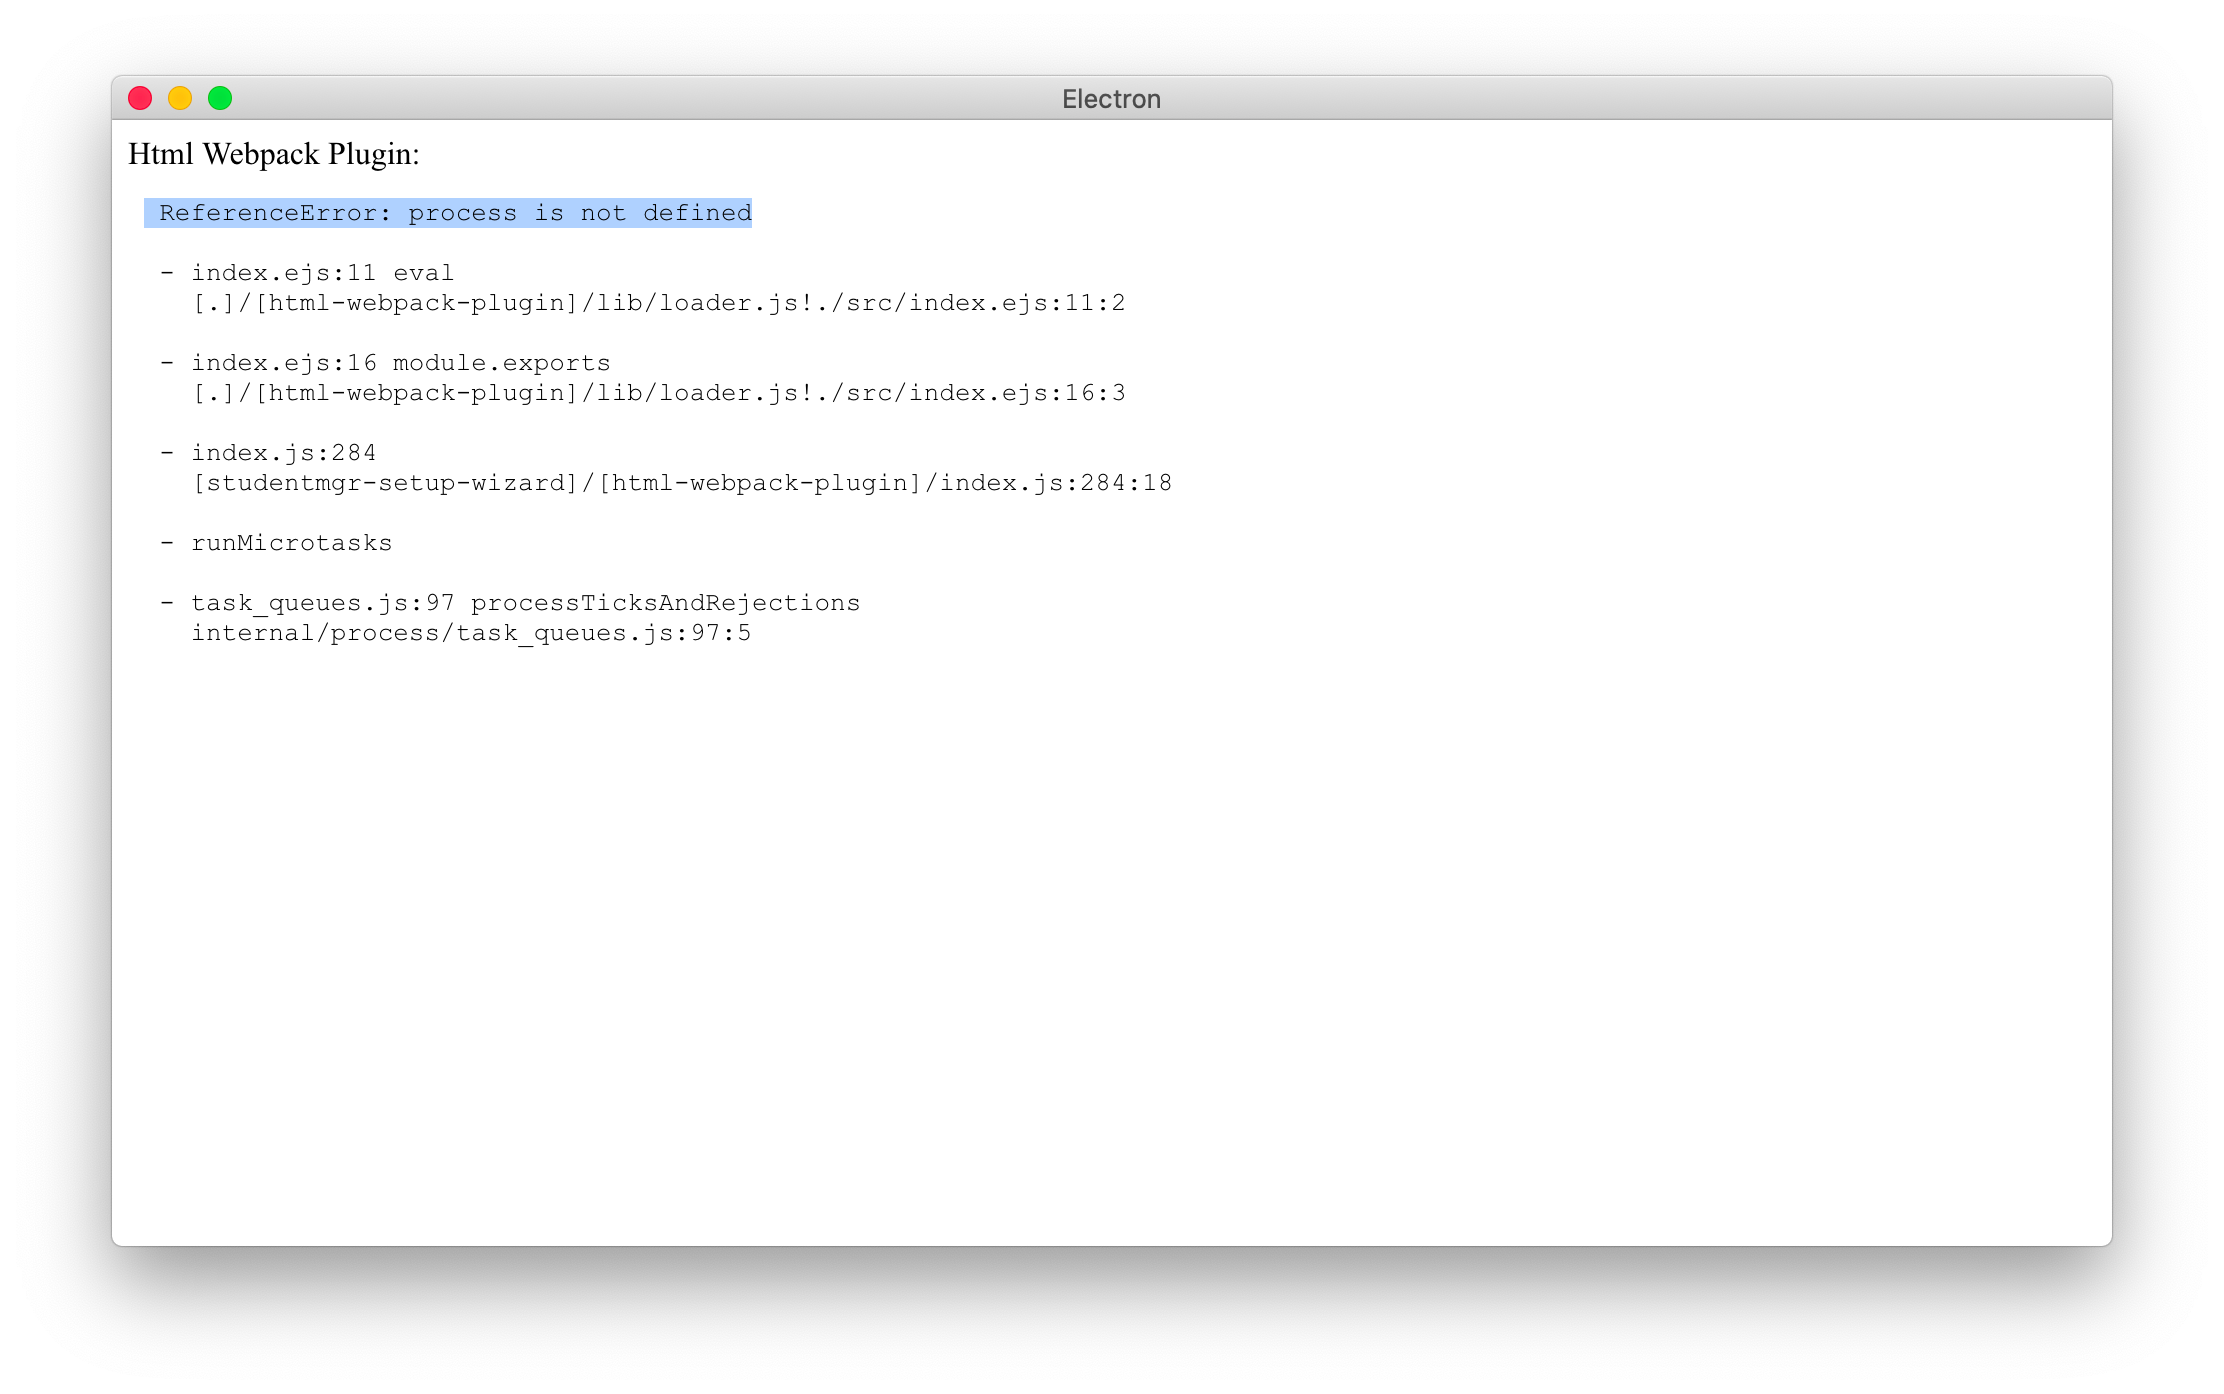 Electron
Html Webpack Plugin:
ReferenceError: process is not defined
- index.ejs:11 eval
[.]/[html-webpack-plugin]/lib/loader.js!./src/index.ejs:11:2
- index.ejs:16 module.exports
[.]/[html-webpack-plugin]/lib/loader.js!./src/index.ejs:16:3
- index.js:284
[studentmgr-setup-wizard]/[html-webpack-plugin]/index.js:284:18
- runMicrotasks
- task_queues.js:97 processTicksAndRejections
internal/process/task_queues.js:97:5